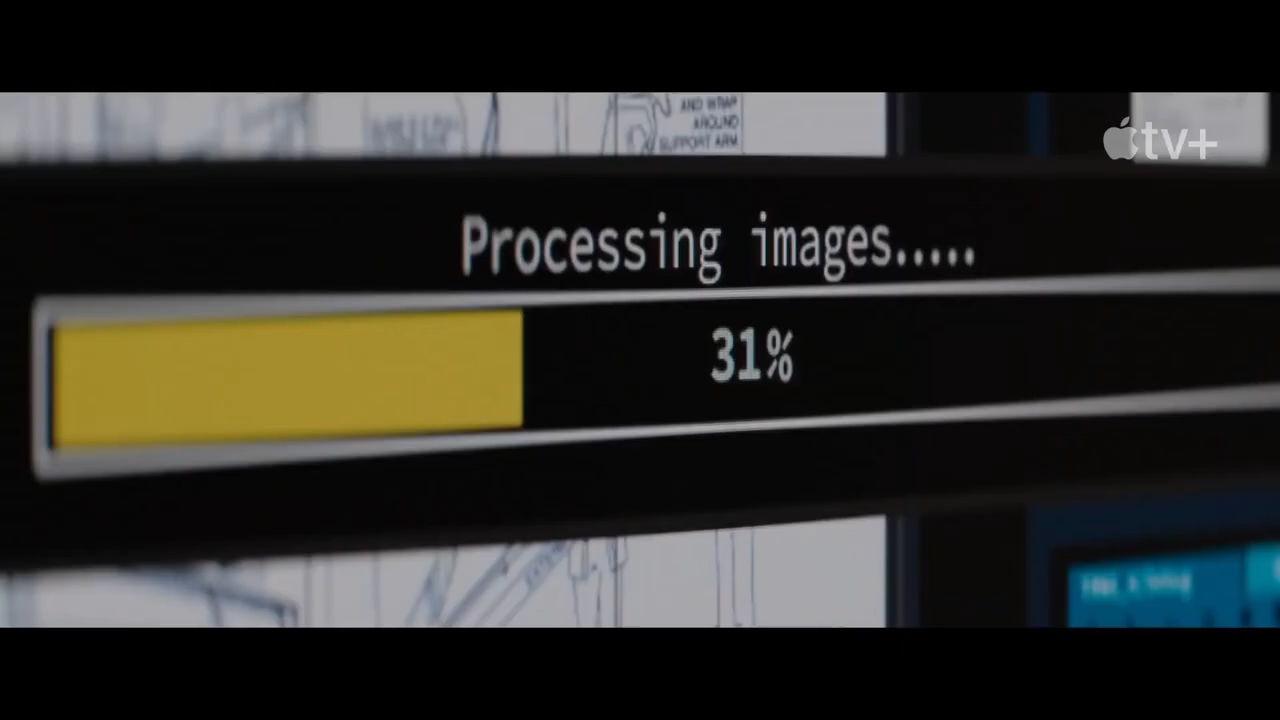 AND WRAP
AROUND
SUPPORT ARM
tv+
Processing images.....
31%